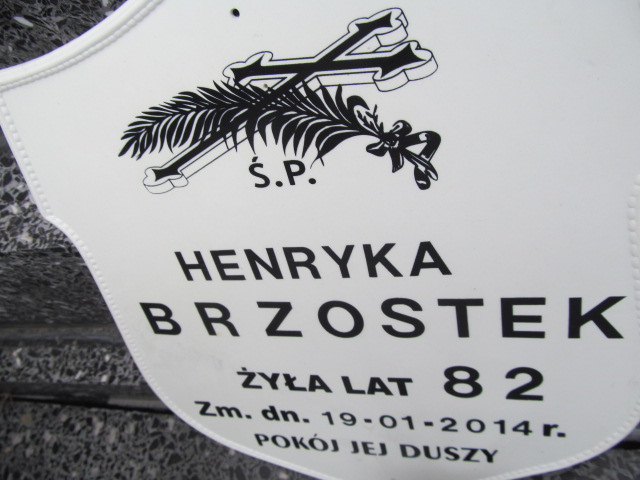 Ś.P.
HENRYKA
BRZOSTEK
ŻYŁA LAT 82
Zm. dn. 19-01-2014 r.
POKÓJ JEJ DUSZY